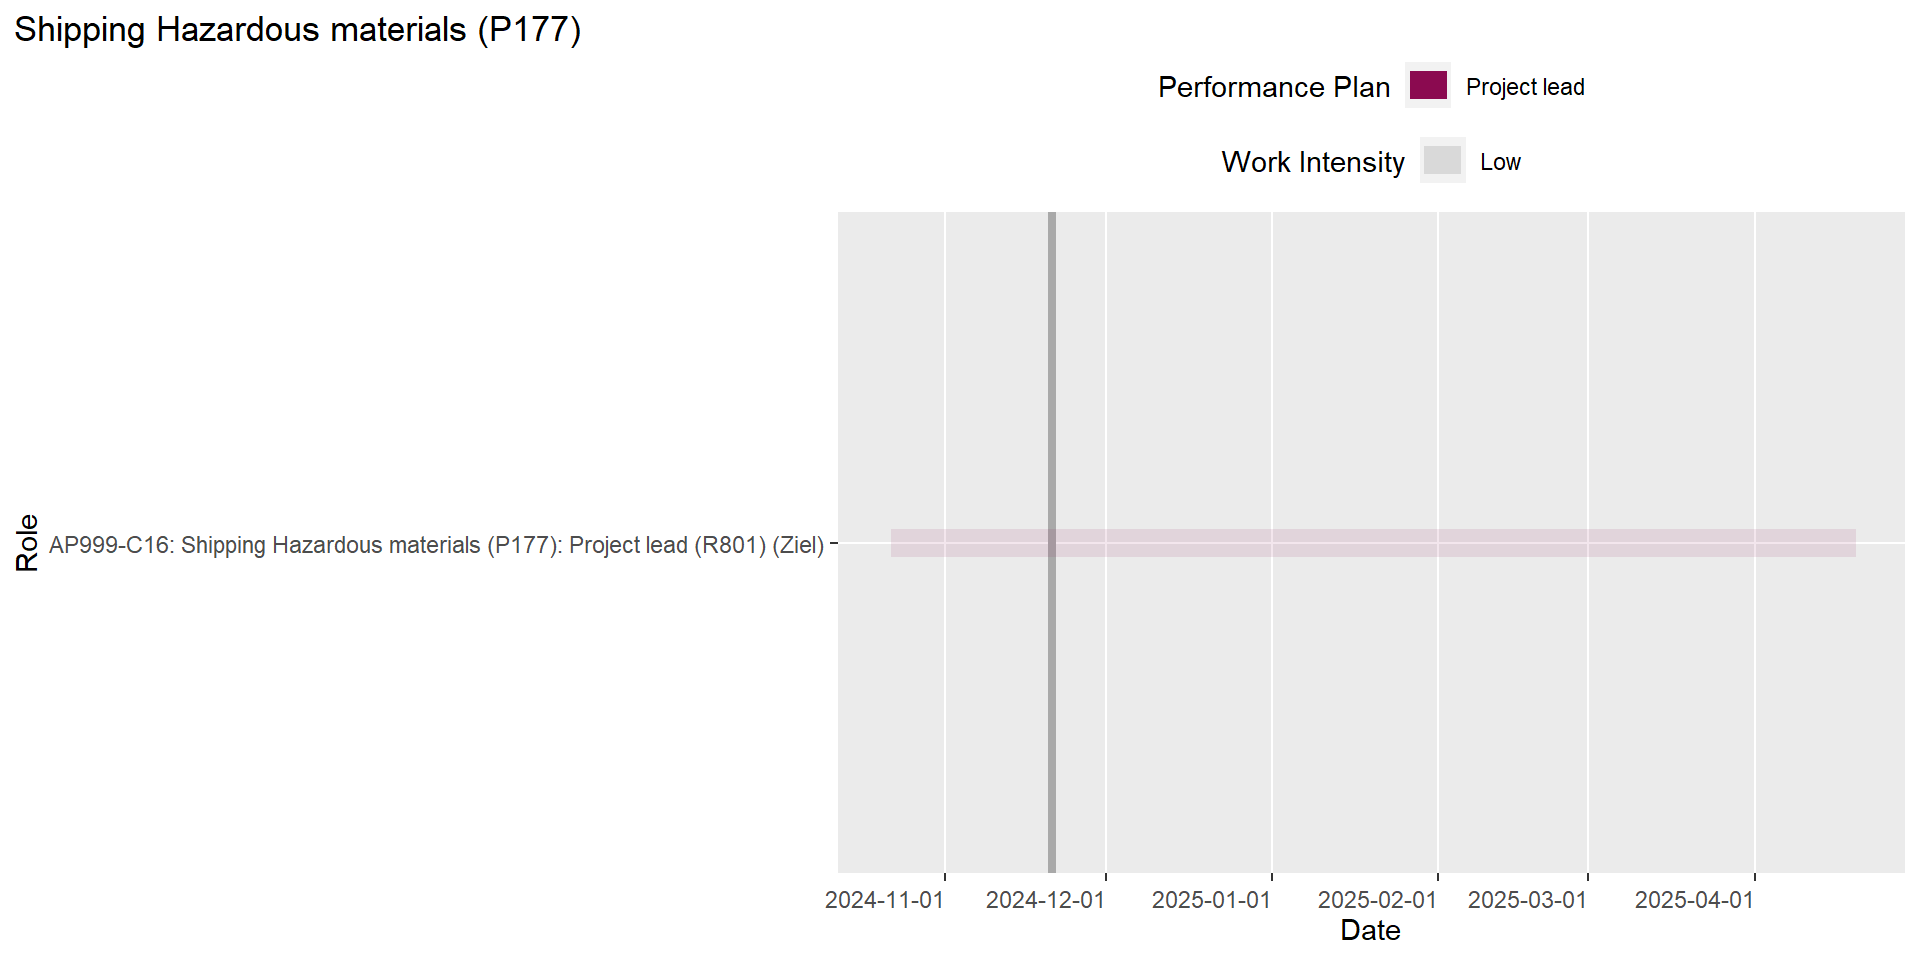 Shipping Hazardous materials (P177)
Performance Plan Project lead
Work Intensity Low
Role
AP999-C16: Shipping Hazardous materials (P177): Project lead (R801) (Ziel)
2024-11-01 2024-12-01 2025-01-01 2025-02-01 2025-03-01 2025-04-01
Date